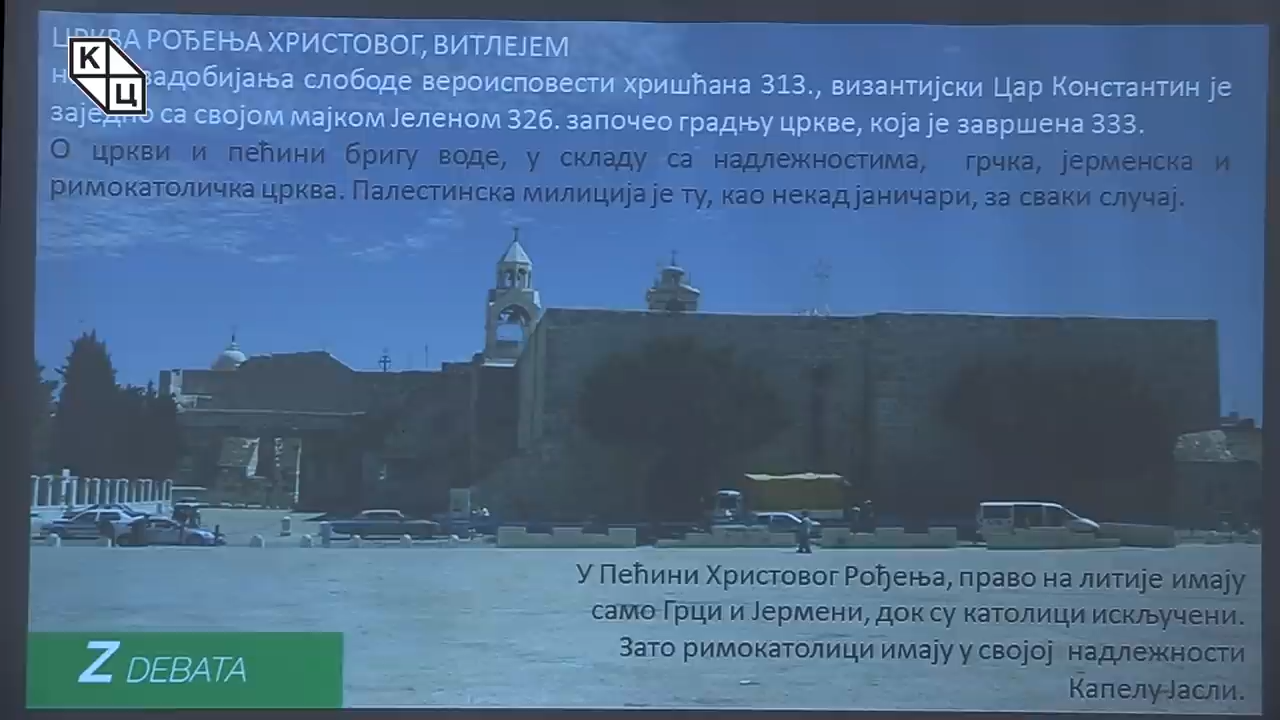 ЦРКВА РОЂЕЊА ХРИСТОВОГ, ВИТЛЕЈЕМ
задобијања слободе вероисповести хришћана 313., византијски Цар Константин је
заједно са својом мајком Јеленом 326. започео градњу цркве, која је завршена 333.
О цркви и пећини бригу воде, у складу са надлежностима, грчка, јерменска и
римокатоличка црква. Палестинска милиција је ту, као некад јаничари, за сваки случај.
У Пећини Христовог Рођења, право на литије имају
само Грци и Јермени, док су католици искључени.
Зато римокатолици имају у својој надлежности
Капелу-Јасли.
К Ц
Z DEBATA